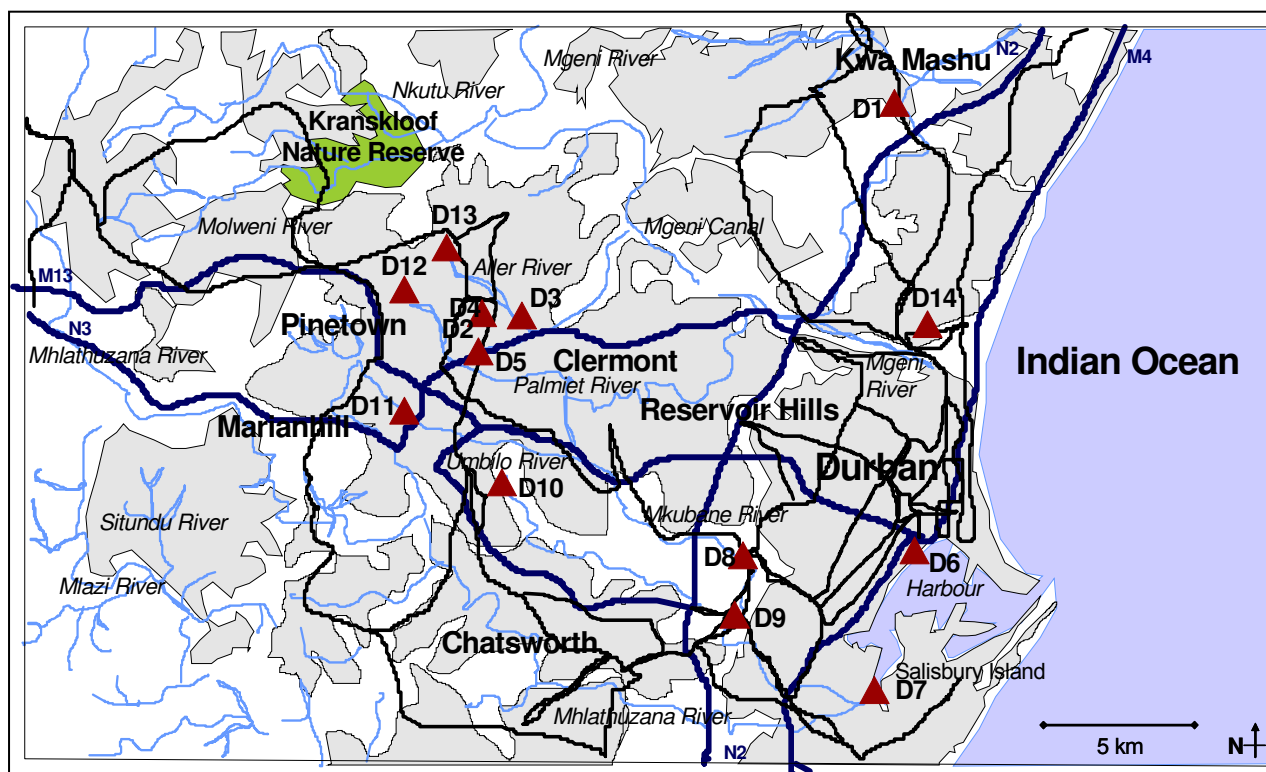 Kwa Mashu
N2
M4
Mgeni River
Nkutu River
D1
Kranskloof
Nature Reserve
Molweni River
D13
Mgeni Canal
D12
Aller River
M13
D4
D3
D14
N3
Pinetown
D2
Mhlathuzana River
D5
Clermont
Indian Ocean
Palmiet River
Mgeni
River
D11
Reservoir Hills
Marianhill
Umbilo River
Durban
D10
Situndu River
Mkubane River
D8
D6
Mlazi River
Harbour
D9
Chatsworth
Salisbury Island
D7
Mhlathuzana River
N2
5 km
N